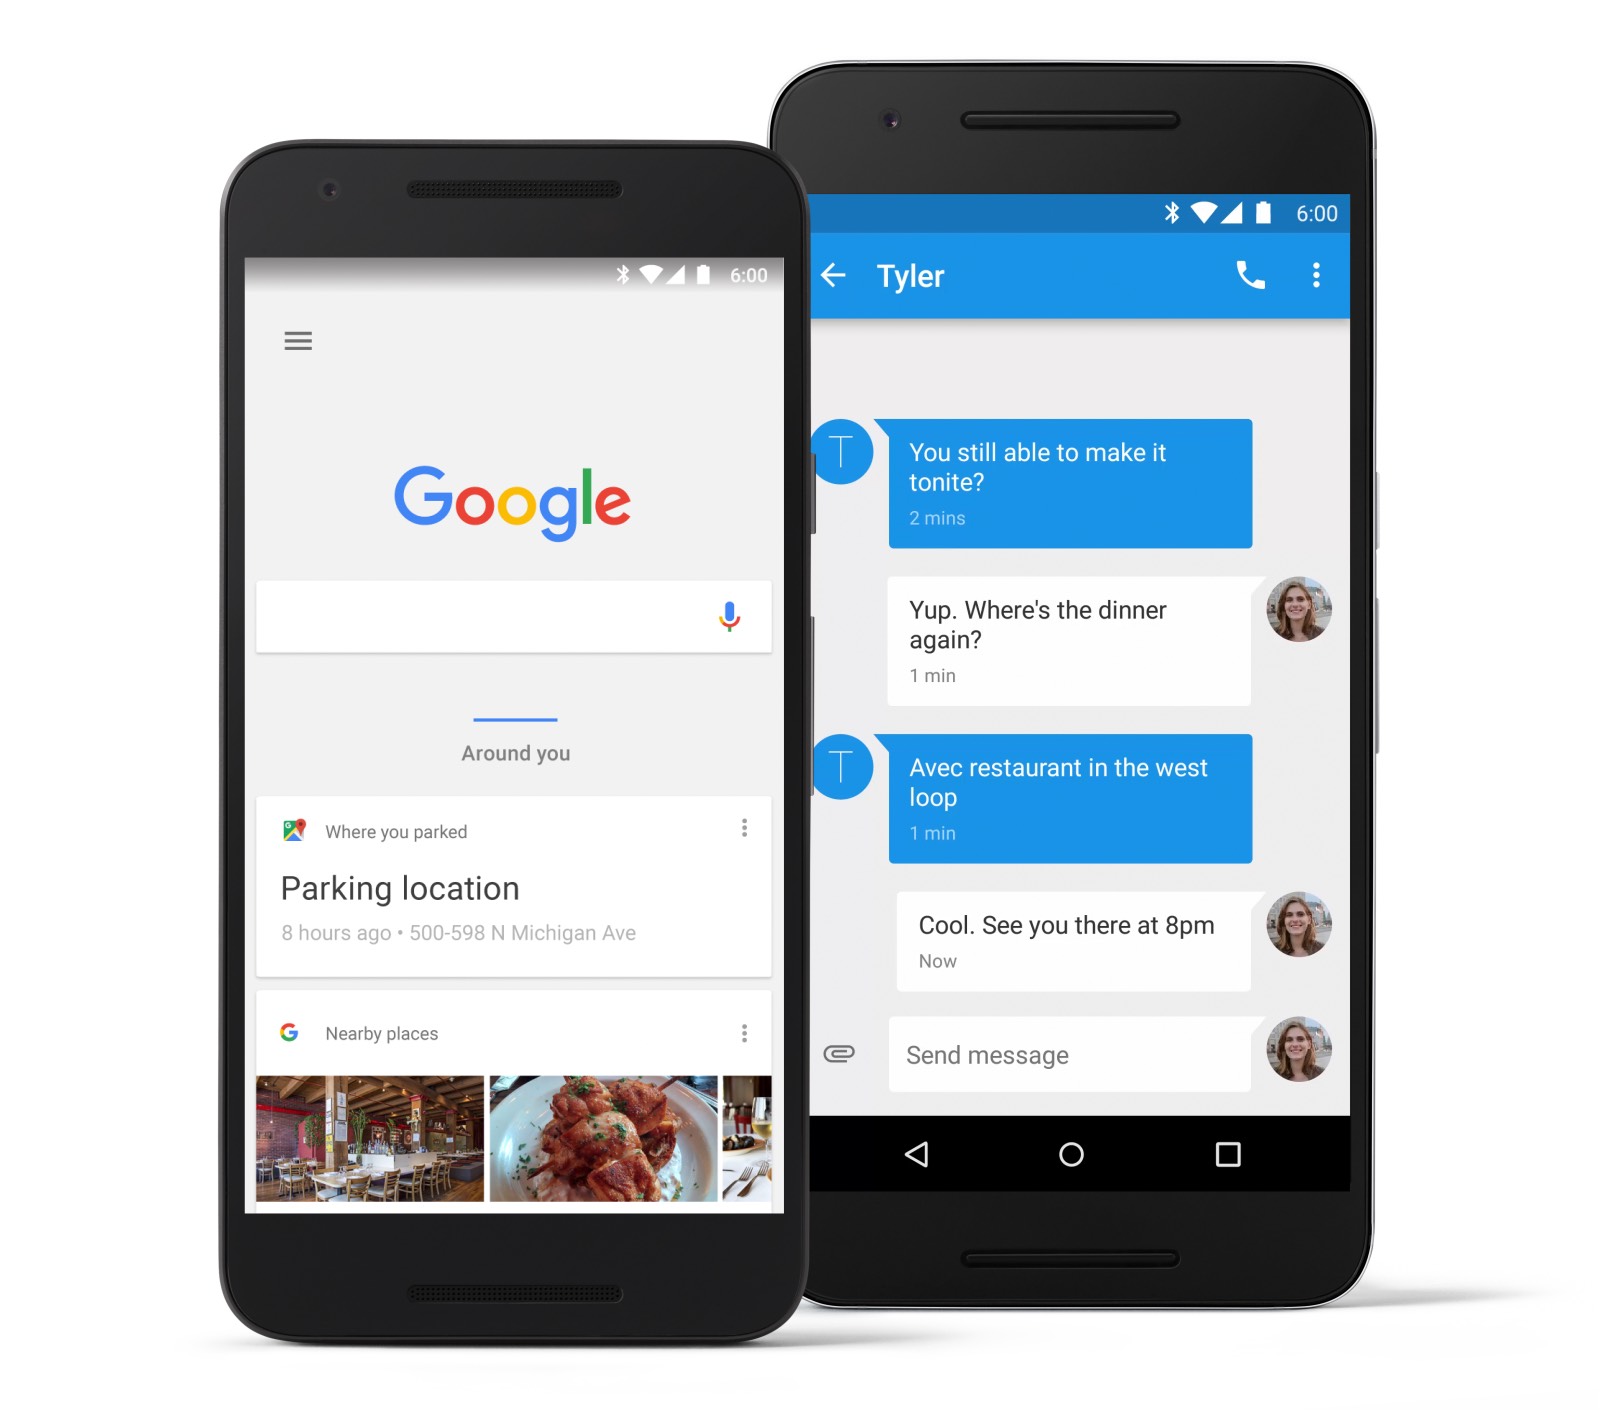 6:00
Google
Around you
Where you parked
Parking location
8 hours ago • 500-598 N Michigan Ave
Nearby places
6:00
Tyler
T
You still able to make it
tonite?
2 mins
Yup. Where's the dinner
again?
1 min
T
Avec restaurant in the west
loop
1 min
Cool. See you there at 8pm
Now
Send message